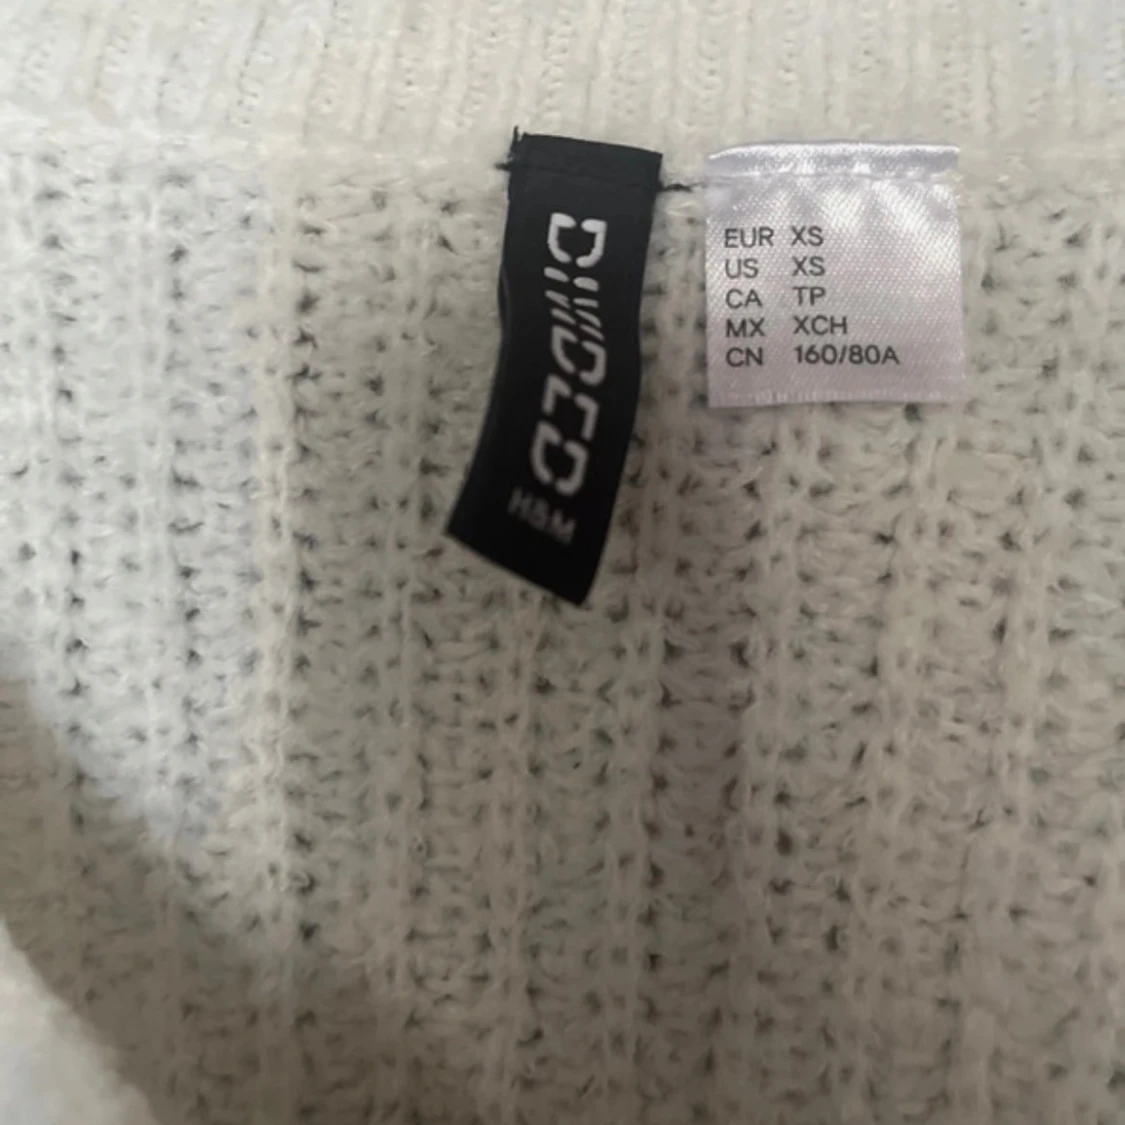 DIVIDED
H&M
EUR XS
US XS
CA TP
MX XCH
CN 160/80A